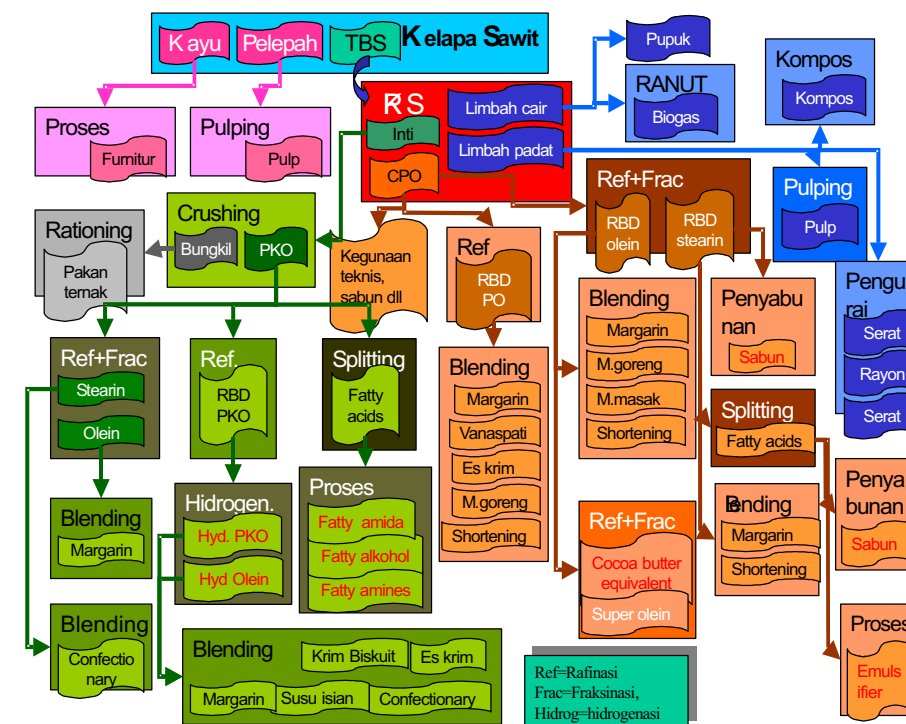 Kayu
Pelepah
TBS
Kelapa Sawit
Pupuk
Kompos
Kompos
RANUT
Biogas
Limbah cair
Inti
Limbah padat
CPO
Proses
Furnitur
Pulping
Pulp
Ref+Frac
RBD
olein
RBD
stearin
Pulping
Pulp
Crushing
Bungkil
PKO
Rationing
Pakan
ternak
Kegunaan
teknis,
sabun dll
Ref
RBD
PO
Blending
Margarin
M.goreng
M.masak
Shortening
Penyabu
nan
Sabun
Pengu
rai
Serat
Rayon
Serat
Ref+Frac
Stearin
Olein
Ref.
RBD
PKO
Splitting
Fatty
acids
Blending
Margarin
Vanaspati
Es krim
M.goreng
Shortening
Splitting
Fatty acids
Blending
Margarin
Hidrogen.
Hyd. PKO
Hyd Olein
Proses
Fatty amida
Fatty alkohol
Fatty amines
Ref+Frac
Cocoa butter
equivalent
Super olein
Blending
Margarin
Shortening
Penya
bunan
Sabun
Blending
Confectio
nary
Blending
Krim Biskuit
Es krim
Margarin
Susu isian
Confectionary
Ref=Rafinasi
Frac=Fraksinasi,
Hidrog=hidrogenasi
Proses
Emuls
ifier